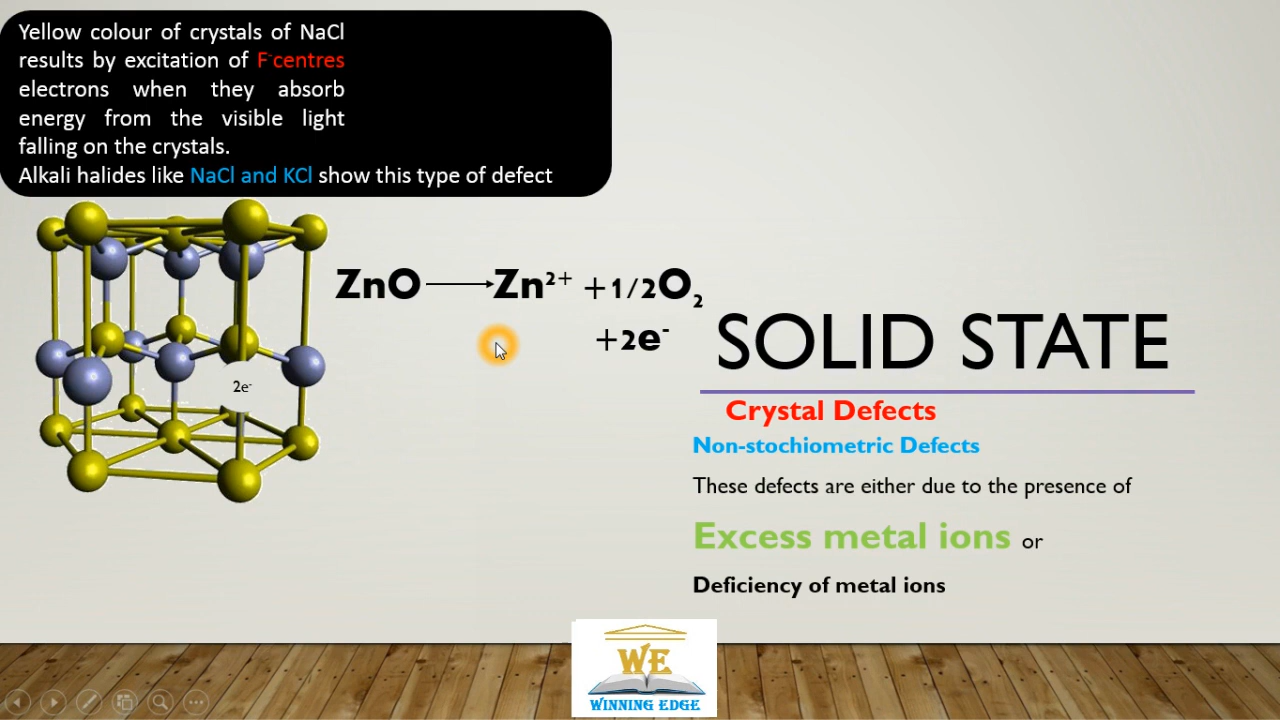 Yellow colour of crystals of NaCl
results by excitation of F-centres
electrons when they absorb
energy from the visible light
falling on the crystals.
Alkali halides like NaCl and KCl show this type of defect
ZnO → Zn²⁺ +1/2O₂
+2e⁻
2e⁻
SOLID STATE
Crystal Defects
Non-stochiometric Defects
These defects are either due to the presence of
Excess metal ions or
Deficiency of metal ions
WE
WINNING EDGE